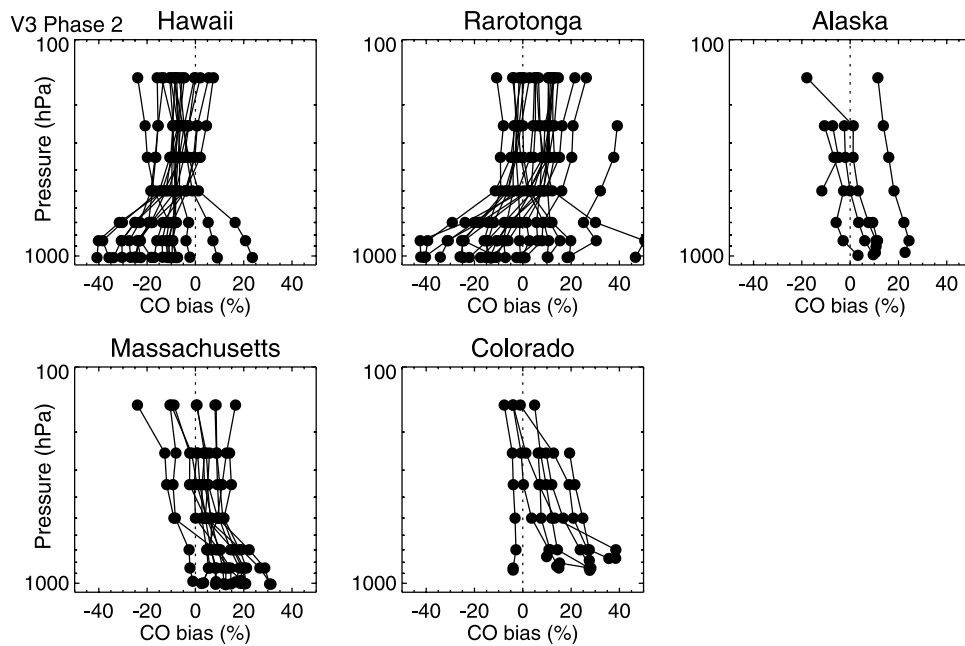 V3 Phase 2
Hawaii
Rarotonga
Alaska
100
100
100
Pressure (hPa)
1000
1000
1000
-40 -20 0 20 40
-40 -20 0 20 40
-40 -20 0 20 40
CO bias (%)
CO bias (%)
CO bias (%)
Massachusetts
Colorado
100
100
Pressure (hPa)
1000
1000
-40 -20 0 20 40
-40 -20 0 20 40
CO bias (%)
CO bias (%)